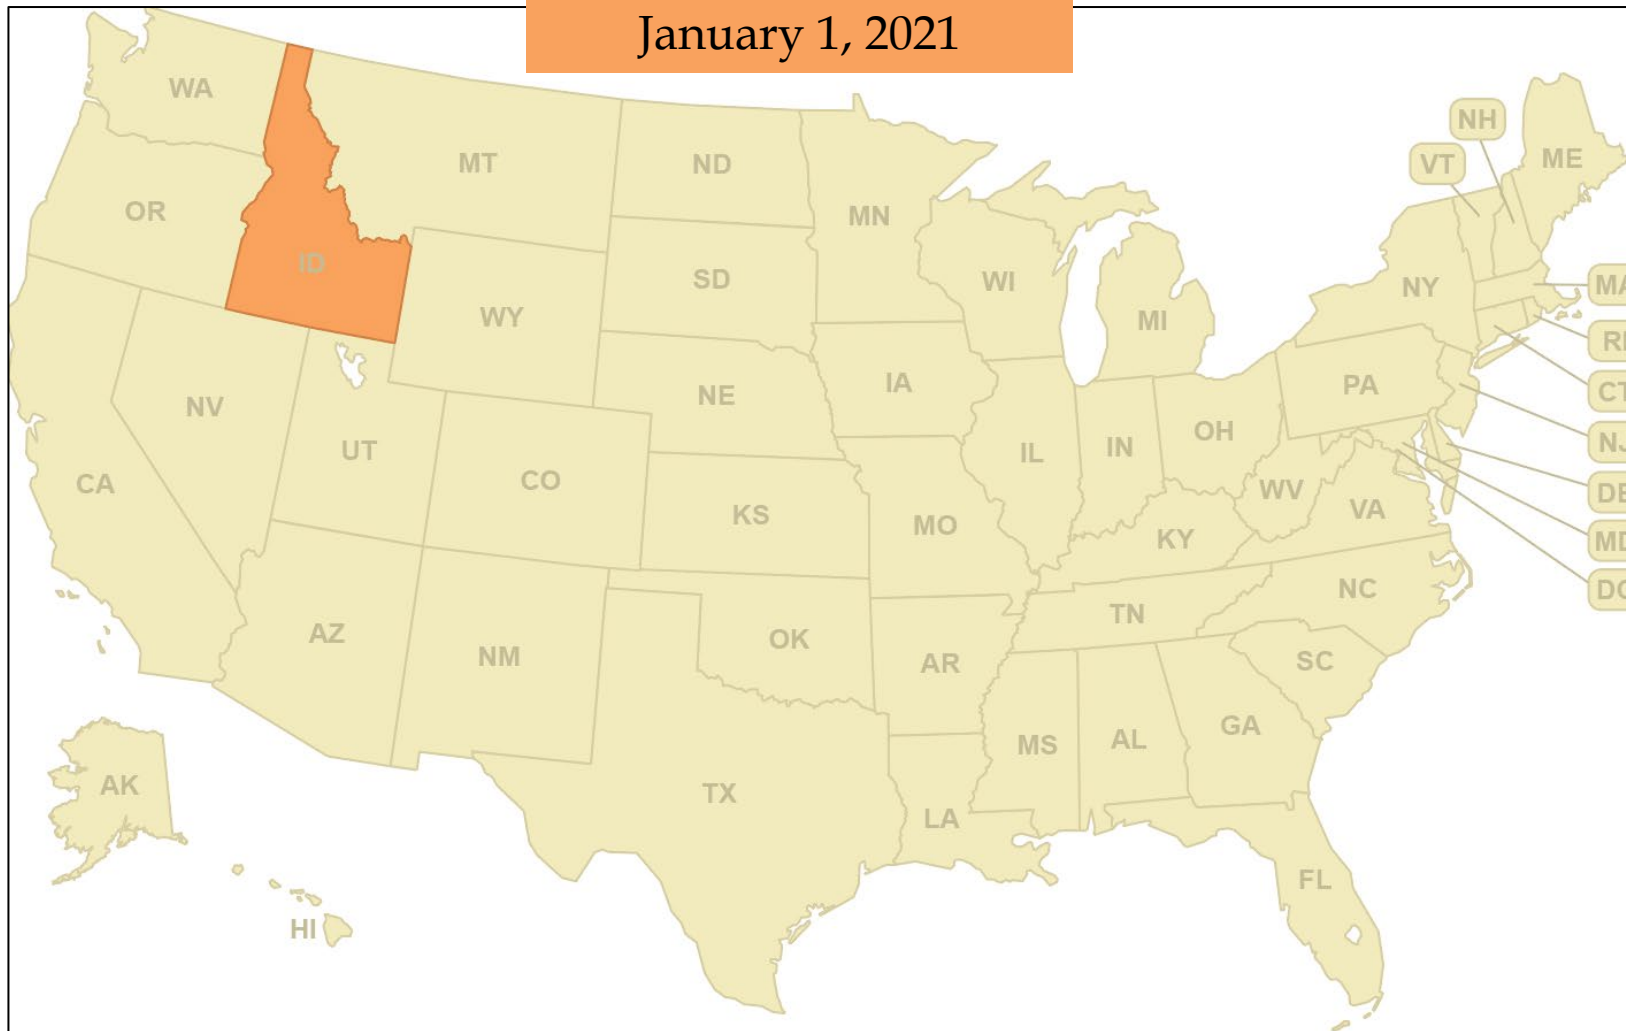 January 1, 2021
WA
NH
VT
ME
MT
ND
OR
MN
ID
SD
WI
NY
MA
WY
MI
RI
IA
PA
CT
NE
NV
OH
NJ
UT
IN
IL
CO
CA
WV
DE
KS
VA
MO
KY
MD
NC
DC
TN
AZ
OK
NM
AR
SC
GA
MS
AL
AK
TX
LA
FL
HI